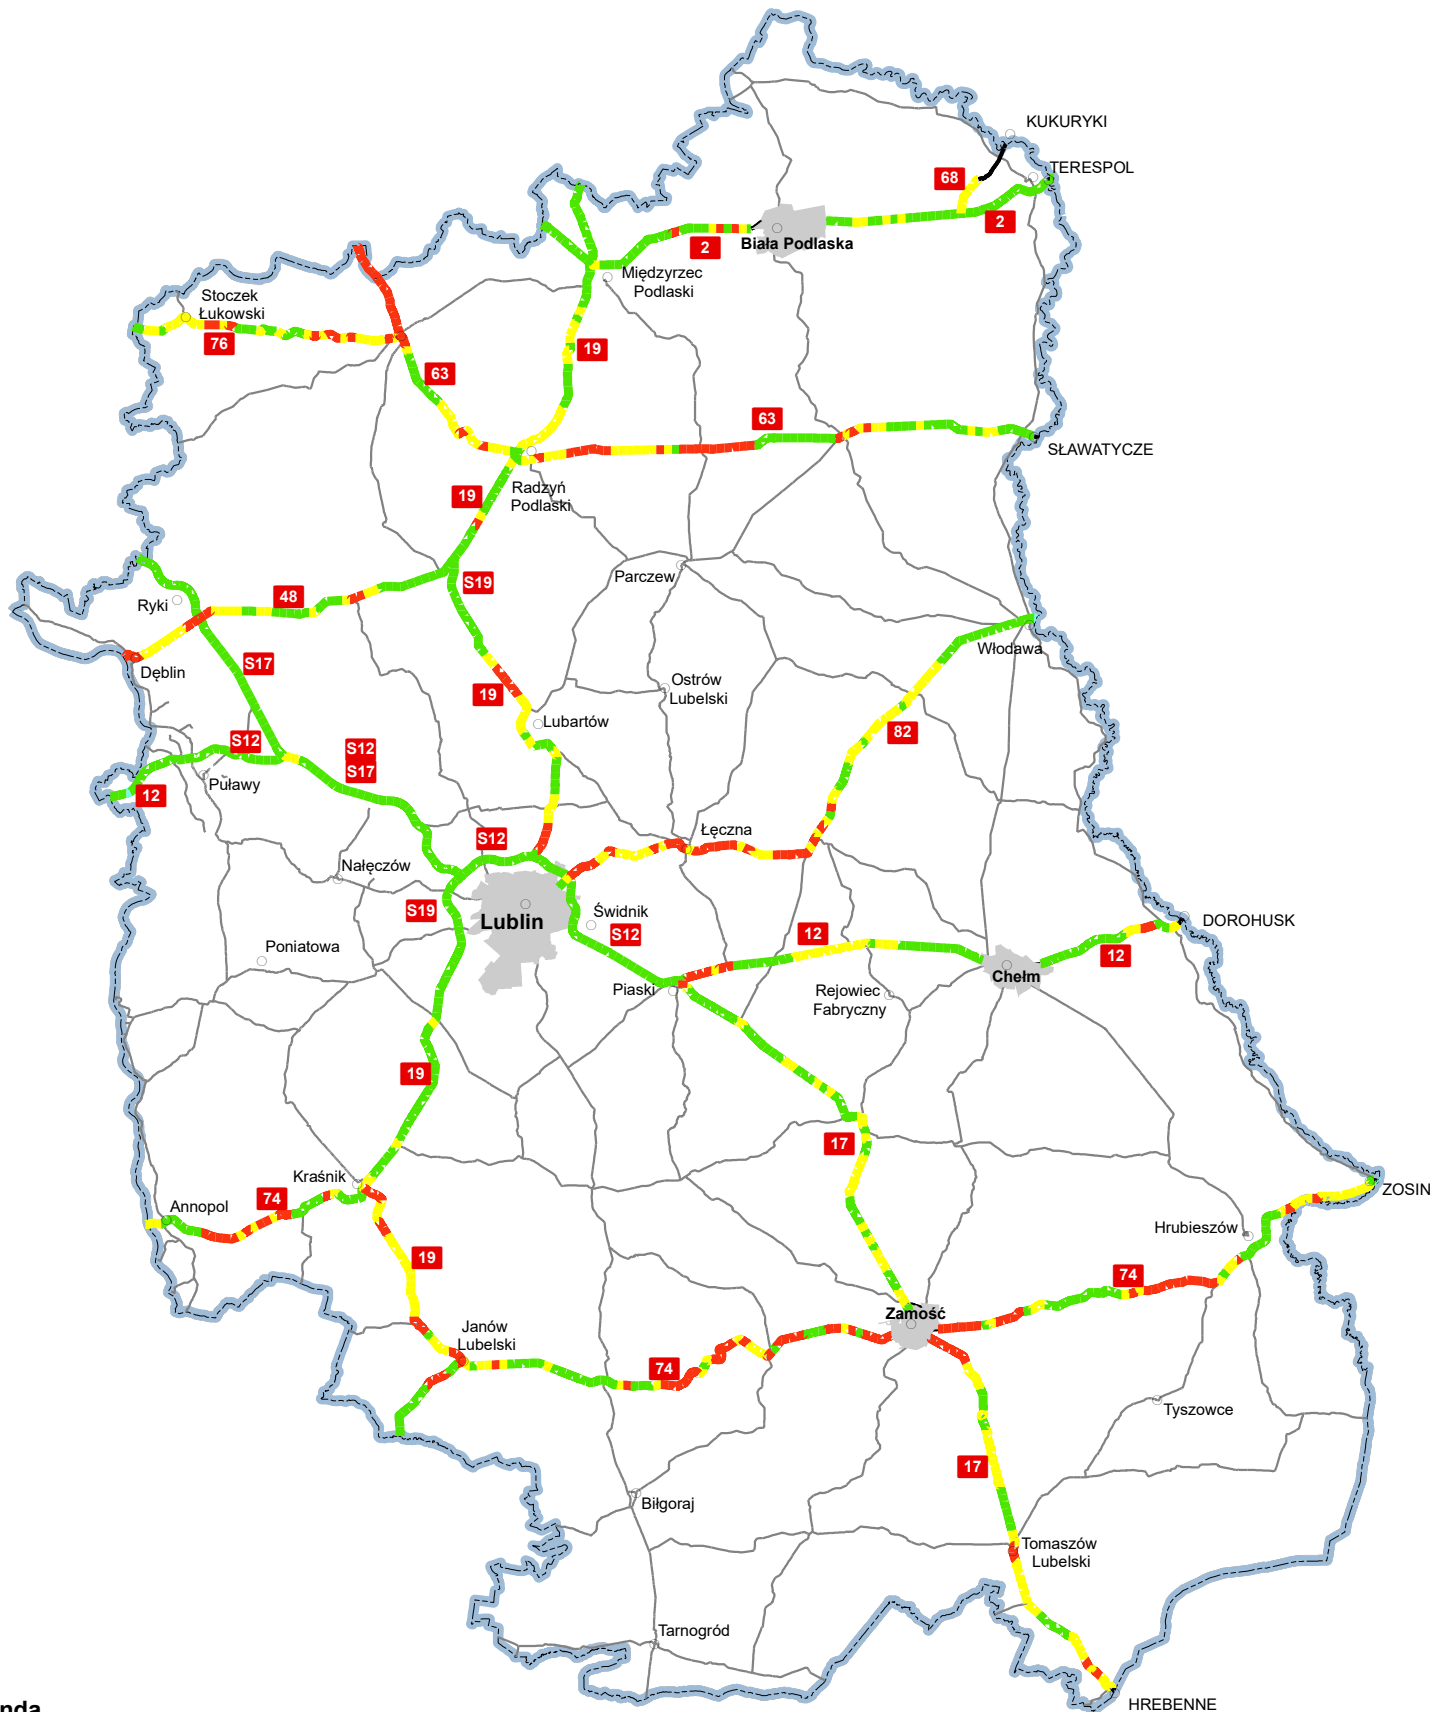 KUKURYKI
TERESPOL
68
2
Biała Podlaska
2
Międzyrzec
Podlaski
Stoczek
Łukowski
76
19
63
63
SŁAWATYCZE
19
Radzyń
Podlaski
S19
Parczew
48
Ryki
Włodawa
Dęblin
S17
Ostrów
Lubelski
19
Lubartów
82
S12
S12
S17
Puławy
12
S12
Łęczna
Nałęczów
S19
Lublin
Świdnik
S12
DOROHUSK
12
12
Poniatowa
Chełm
Piaski
Rejowiec
Fabryczny
19
17
Kraśnik
ZOSIN
74
Annopol
Hrubieszów
19
74
Zamość
Janów
Lubelski
74
Tyszowce
17
Biłgoraj
Tomaszów
Lubelski
Tarnogród
HREBENNE
nda